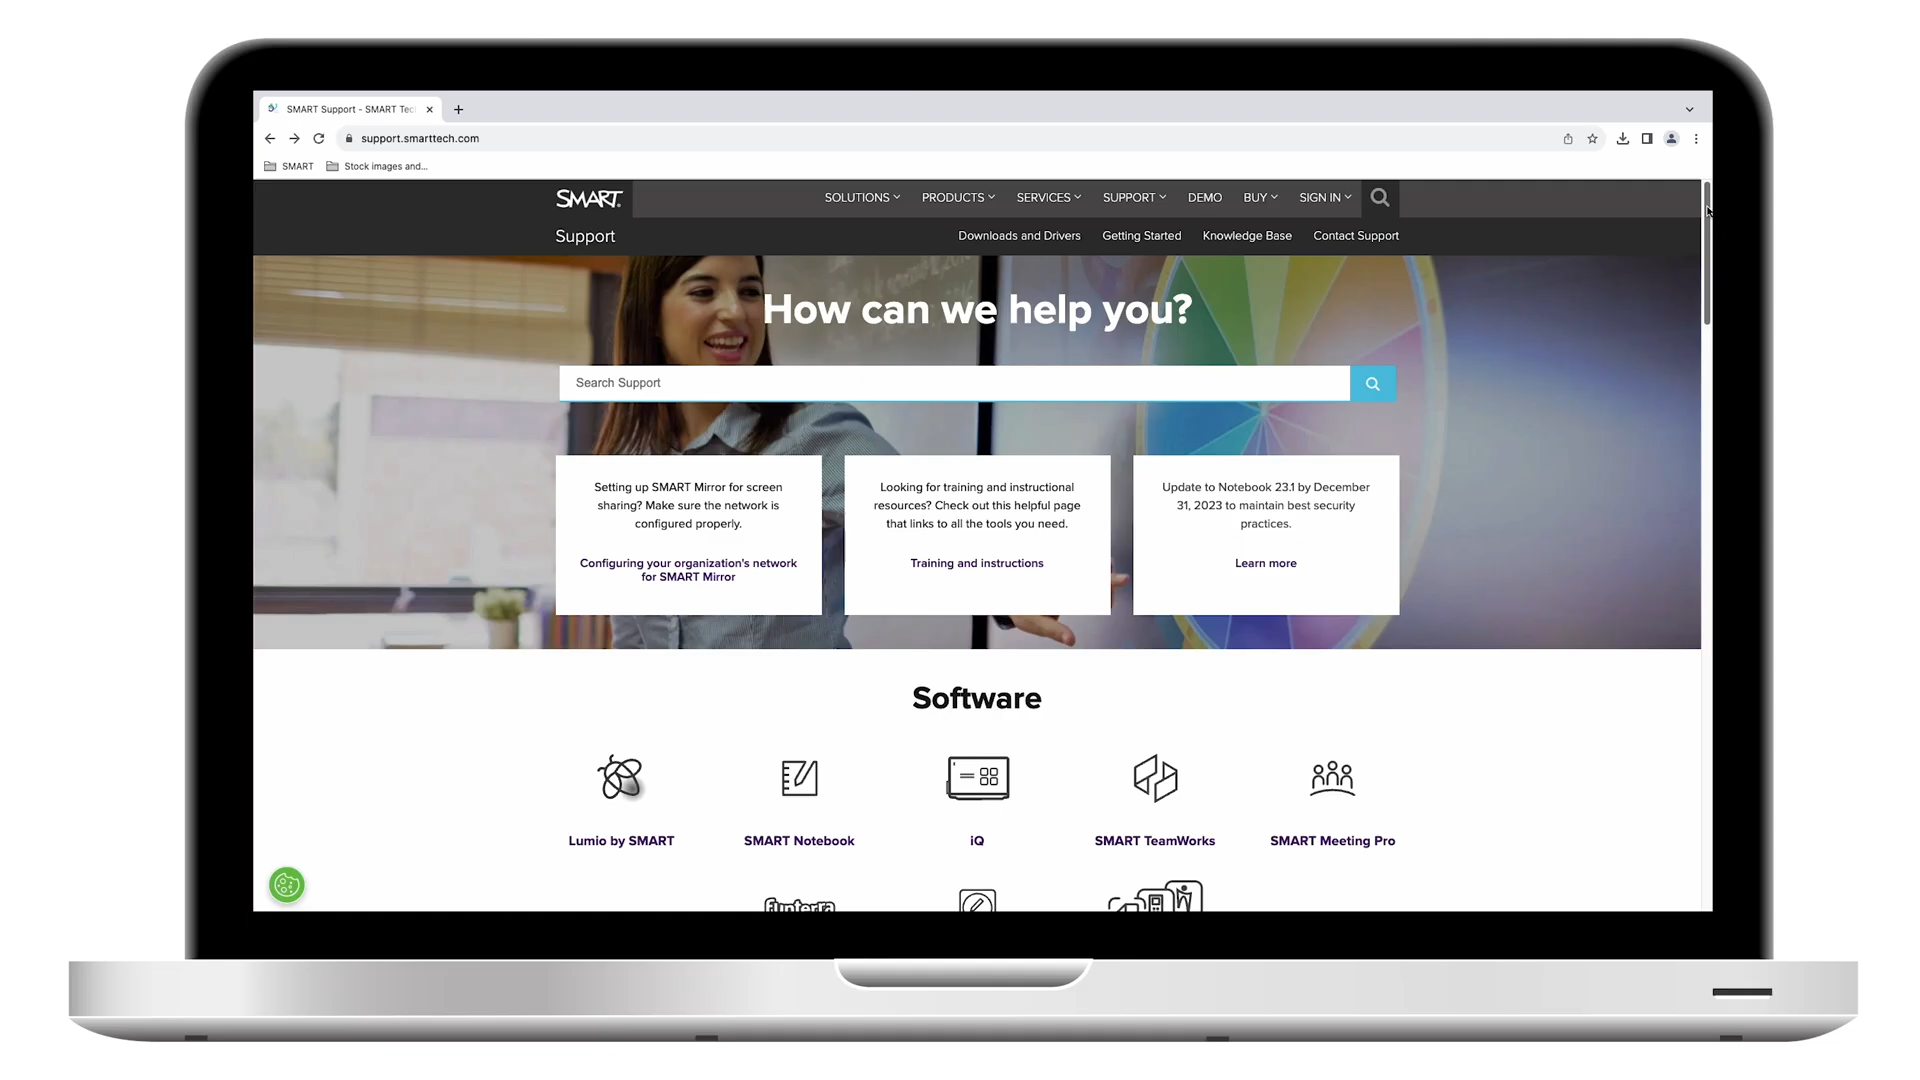 SMART Support - SMART Tec
support.smarttech.com
SMART
Stock images and...
SMART
SOLUTIONS
PRODUCTS
SERVICES
SUPPORT
DEMO
BUY
SIGN IN
Support
Downloads and Drivers
Getting Started
Knowledge Base
Contact Support
How can we help you?
Search Support
Setting up SMART Mirror for screen
sharing? Make sure the network is
configured properly.
Configuring your organization's network
for SMART Mirror
Looking for training and instructional
resources? Check out this helpful page
that links to all the tools you need.
Training and instructions
Update to Notebook 23.1 by December
31, 2023 to maintain best security
practices.
Learn more
Software
Lumio by SMART
SMART Notebook
iQ
SMART TeamWorks
SMART Meeting Pro